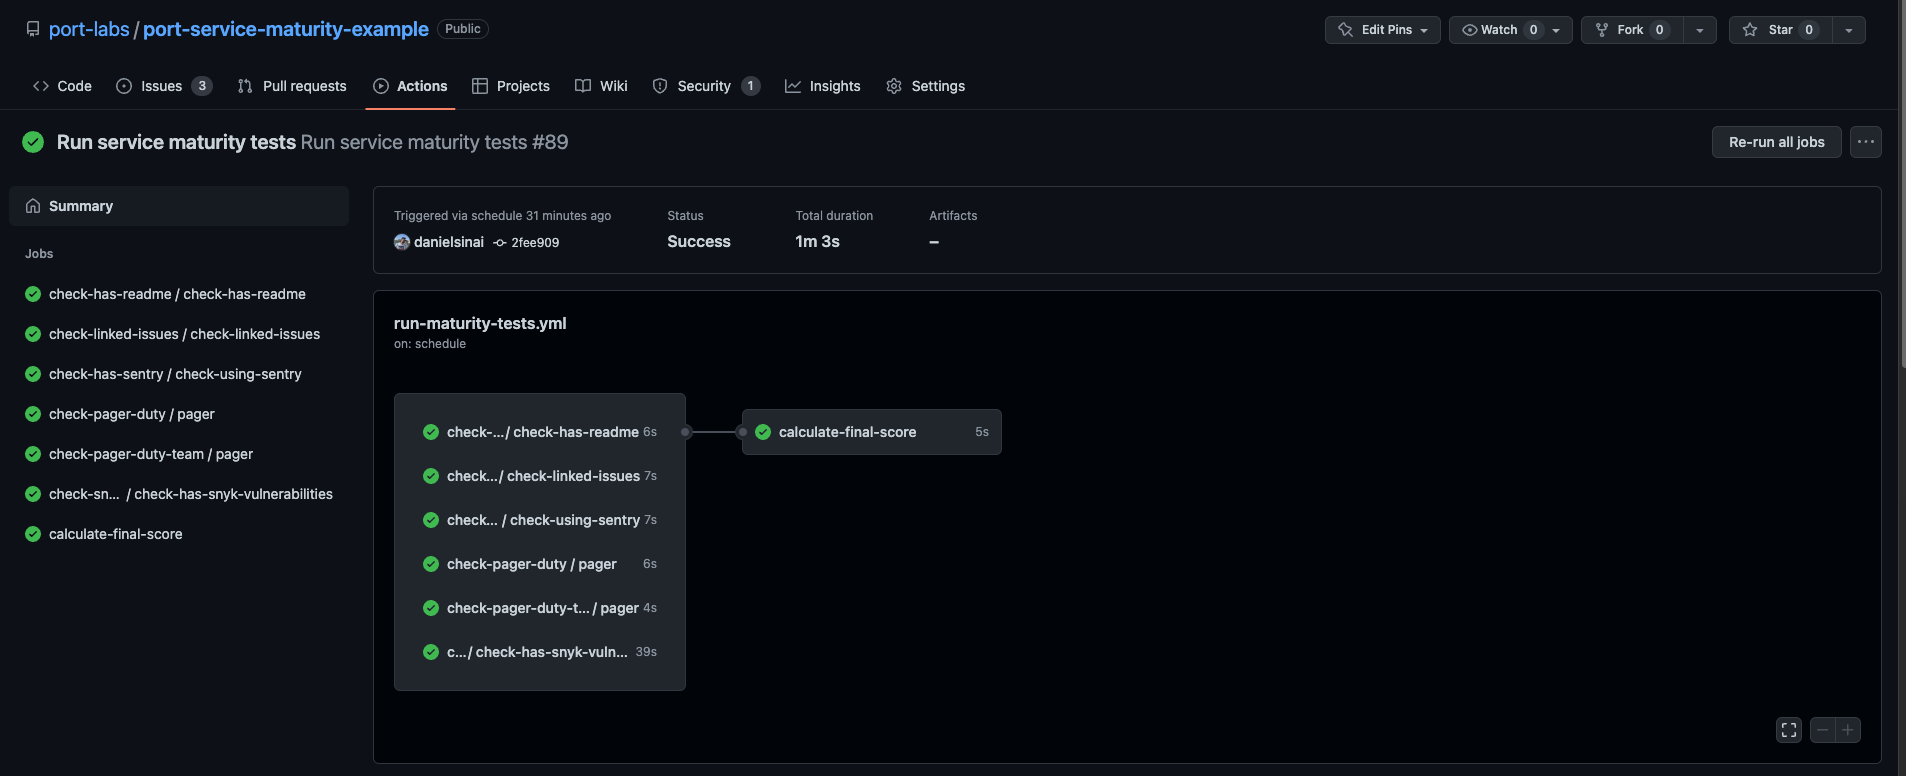 port-labs / port-service-maturity-example Public
Edit Pins Watch 0 Fork 0 Star 0
Code Issues 3 Pull requests Actions Projects Wiki Security 1 Insights Settings
Run service maturity tests Run service maturity tests #89
Re-run all jobs ...
Summary
Jobs
check-has-readme / check-has-readme
check-linked-issues / check-linked-issues
check-has-sentry / check-using-sentry
check-pager-duty / pager
check-pager-duty-team / pager
check-sn... / check-has-snyk-vulnerabilities
calculate-final-score
Triggered via schedule 31 minutes ago
danielsinai 2fee909
Status
Success
Total duration
1m 3s
Artifacts
–
run-maturity-tests.yml
on: schedule
check-.../ check-has-readme 6s
check.../ check-linked-issues 7s
check... / check-using-sentry 7s
check-pager-duty / pager 6s
check-pager-duty-t... / pager 4s
c.../ check-has-snyk-vuln... 39s
calculate-final-score 5s